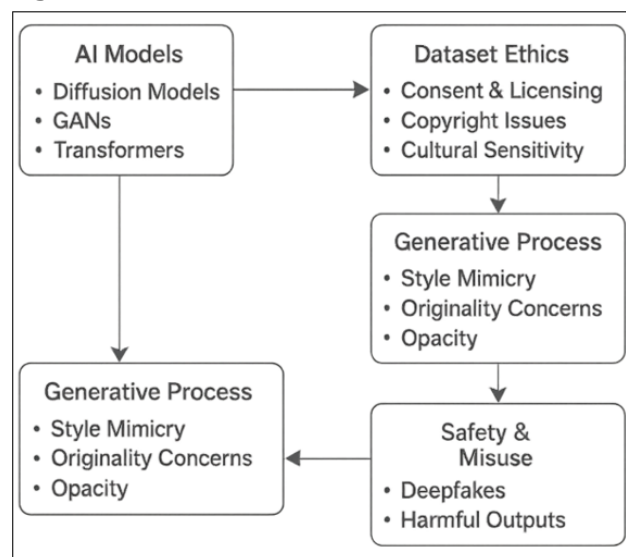 AI Models
• Diffusion Models
• GANs
• Transformers
Dataset Ethics
• Consent & Licensing
• Copyright Issues
• Cultural Sensitivity
Generative Process
• Style Mimicry
• Originality Concerns
• Opacity
Generative Process
• Style Mimicry
• Originality Concerns
• Opacity
Safety &
Misuse
• Deepfakes
• Harmful Outputs